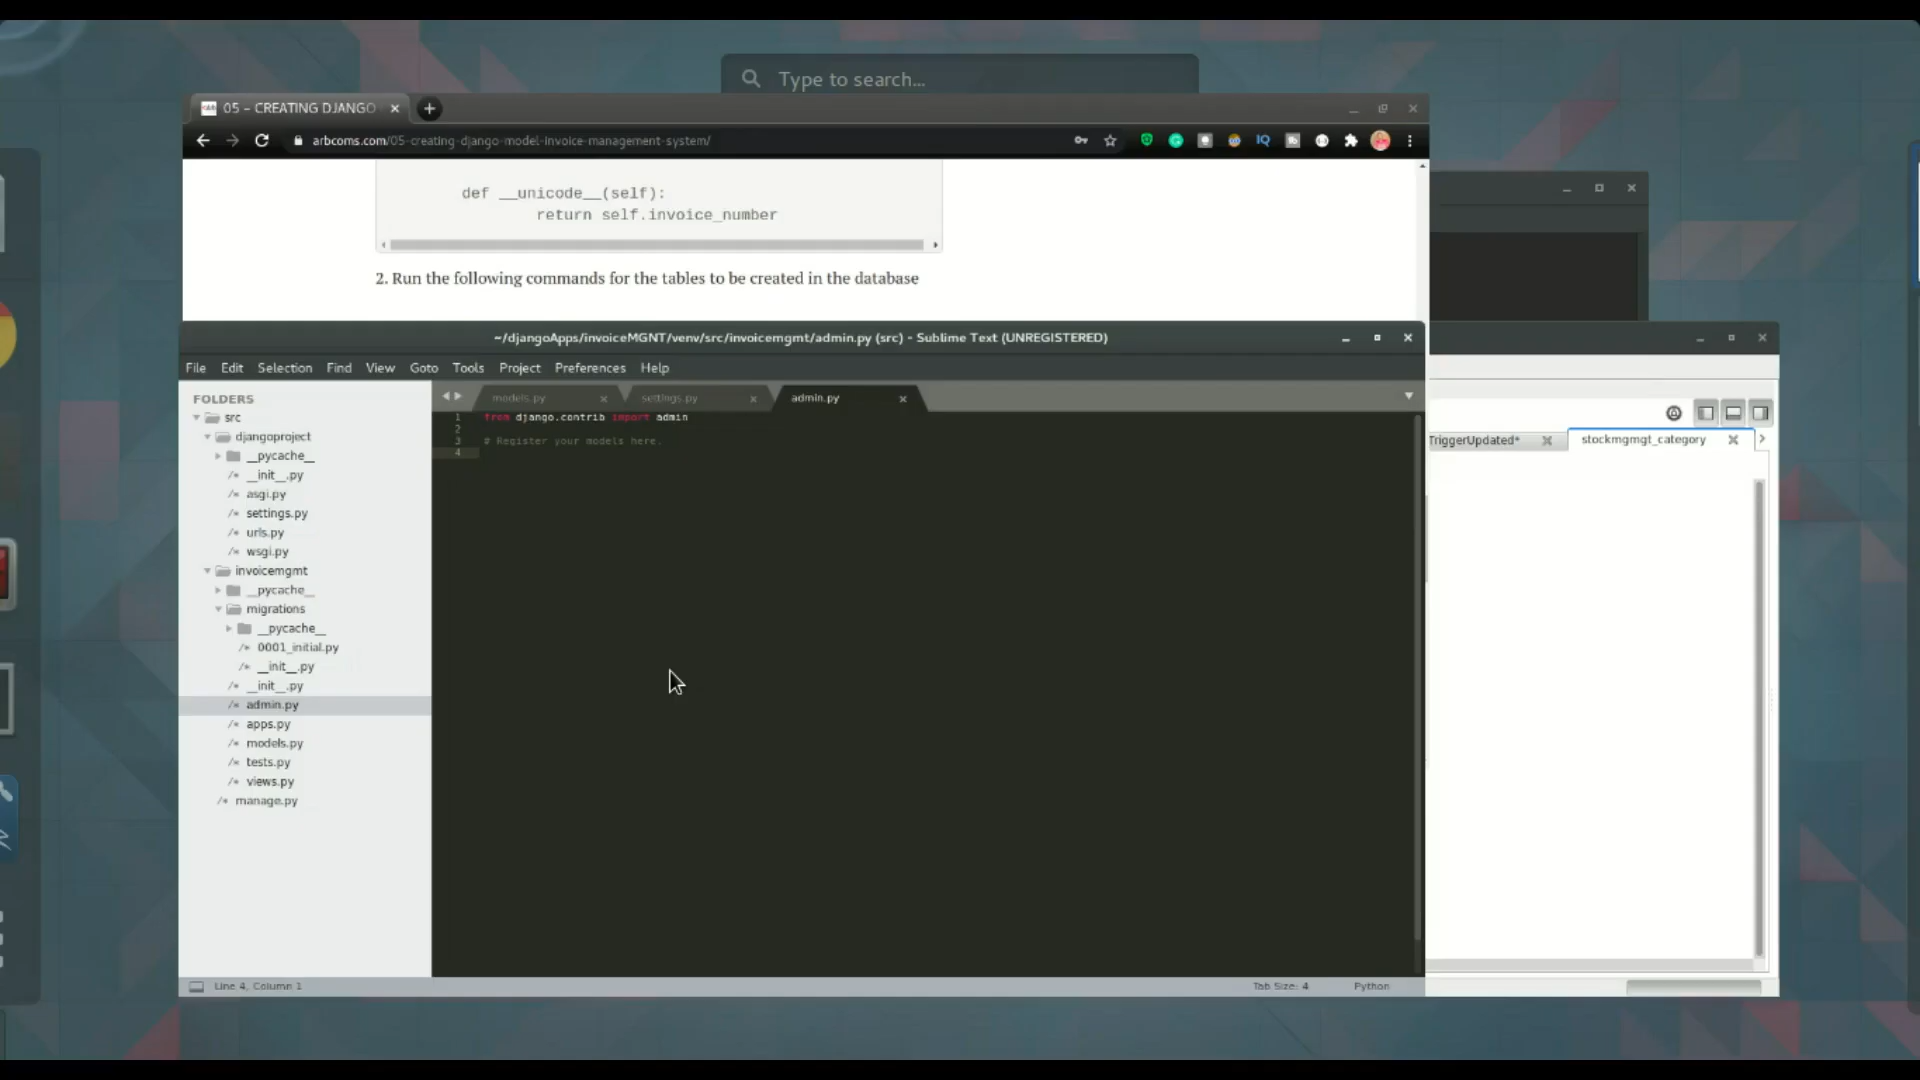 Type to search...
05 – CREATING DJANGO
arbcoms.com/05-creating-django-model-invoice-management-system/
IQ
def __unicode__(self):
return self.invoice_number
2. Run the following commands for the tables to be created in the database
~/djangoApps/invoiceMGNT/venv/src/invoicemgmt/admin.py (src) - Sublime Text (UNREGISTERED)
File Edit Selection Find View Goto Tools Project Preferences Help
FOLDERS
src
djangoproject
__pycache__
__init__.py
asgi.py
settings.py
urls.py
wsgi.py
invoicemgmt
__pycache__
migrations
__pycache__
0001_initial.py
__init__.py
__init__.py
admin.py
apps.py
models.py
tests.py
views.py
manage.py
models.py settings.py admin.py
1 from django.contrib import admin
2
3 # Register your models here.
4
TriggerUpdated* stockmgmgt_category
Line 4, Column 1 Tab Size: 4 Python